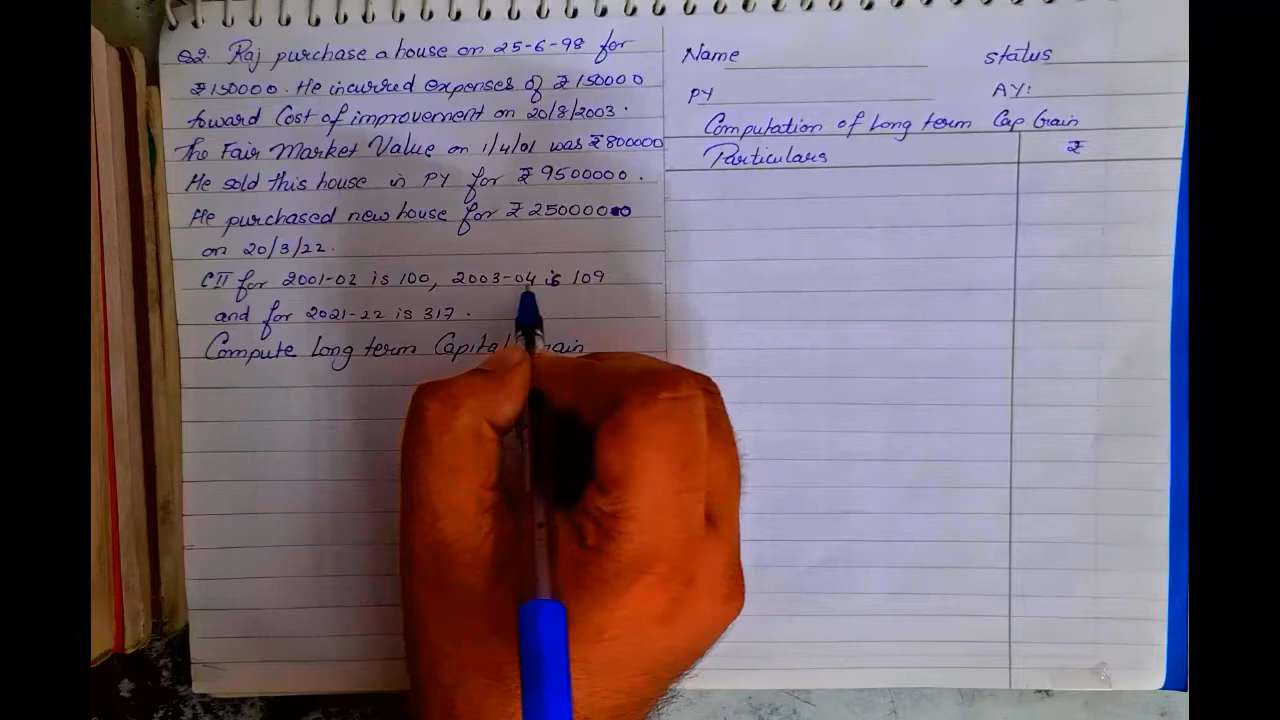 Q2. Raj purchase a house on 25-6-98 for
₹150000. He incurred expenses of ₹150000
toward Cost of improvement on 20/8/2003.
The Fair Market Value on 1/4/01 was ₹800000
He sold this house in PY for ₹9500000.
He purchased new house for ₹2500000
on 20/3/22.
CII for 2001-02 is 100, 2003-04 is 109
and for 2021-22 is 317.
Compute Long term Capital
Name status
PY AY:
Computation of Long term Cap Gain
Particulars ₹